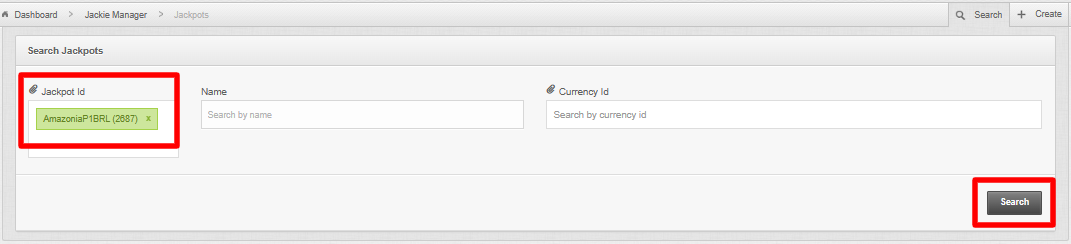 Dashboard > Jackie Manager > Jackpots
Search
+ Create
Search Jackpots
Jackpot Id
AmazoniaP1BRL (2687) x
Name
Search by name
Currency Id
Search by currency id
Search